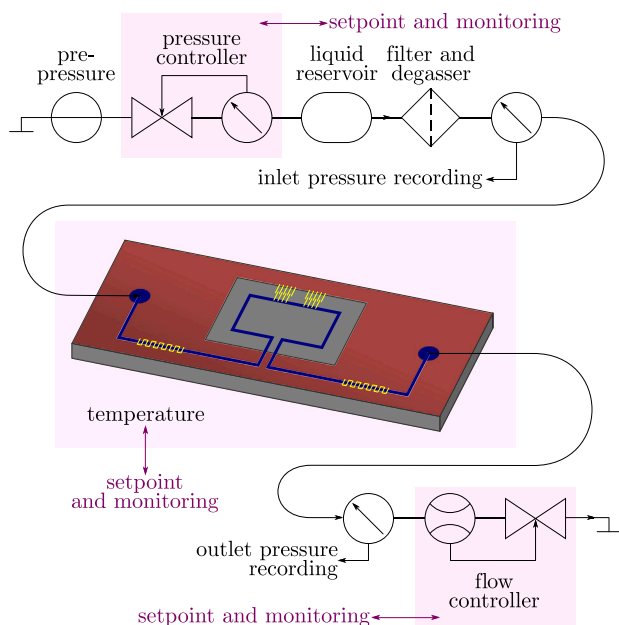 setpoint and monitoring
pre-
pressure
pressure
controller
liquid
reservoir
filter and
degasser
inlet pressure recording
temperature
setpoint
and monitoring
outlet pressure
recording
flow
controller
setpoint and monitoring